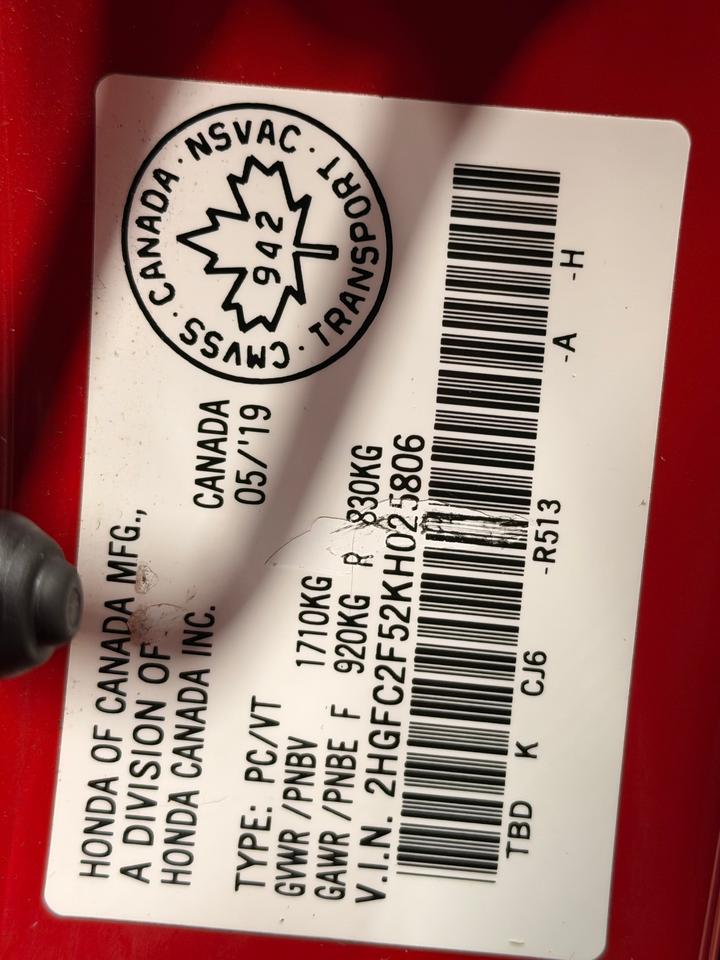 HONDA OF CANADA MFG.,
A DIVISION OF
HONDA CANADA INC.
CANADA
05/'19
CMVSS · CANADA · NSVAC · TRANSPORT ·
942
TYPE: PC/VT
GVWR /PNBV 1710KG
GAWR /PNBE F 920KG R 830KG
V.I.N. 2HGFC2F52KH025806
TBD K CJ6 -R513 -A -H